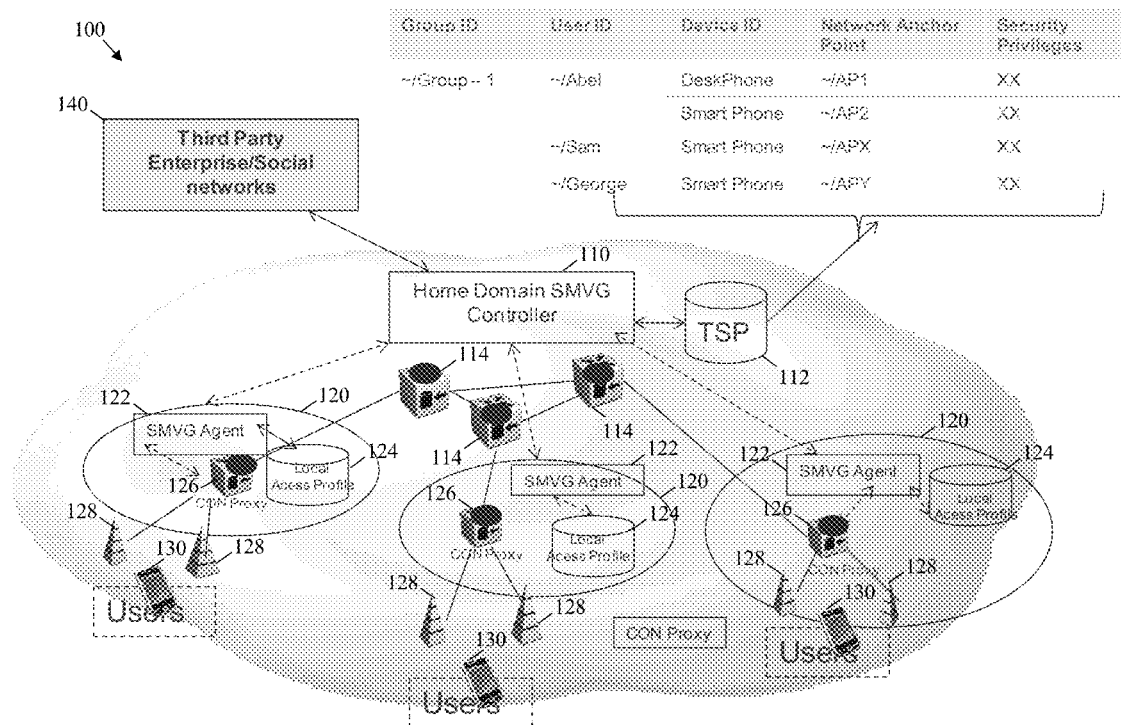 Group ID User ID Device ID Network Anchor Point Security Privileges
~/Group -- 1 ~/Abel DeskPhone ~/AP1 XX
Smart Phone ~/AP2 XX
~/Sam Smart Phone ~/APX XX
~/George Smart Phone ~/APY XX
100
140
Third Party
Enterprise/Social
networks
110
Home Domain SMVG
Controller
TSP
112
114
114
114
122
120
SMVG Agent
124
126
Local
Acess Profile
CON Proxy
128
130
128
Users
122
SMVG Agent
120
126
124
CON Proxy
Local
Acess Profile
128
128
130
CON Proxy
Users
120
122
SMVG Agent
124
126
Local
Acess Profile
CON Proxy
128
128
130
Users